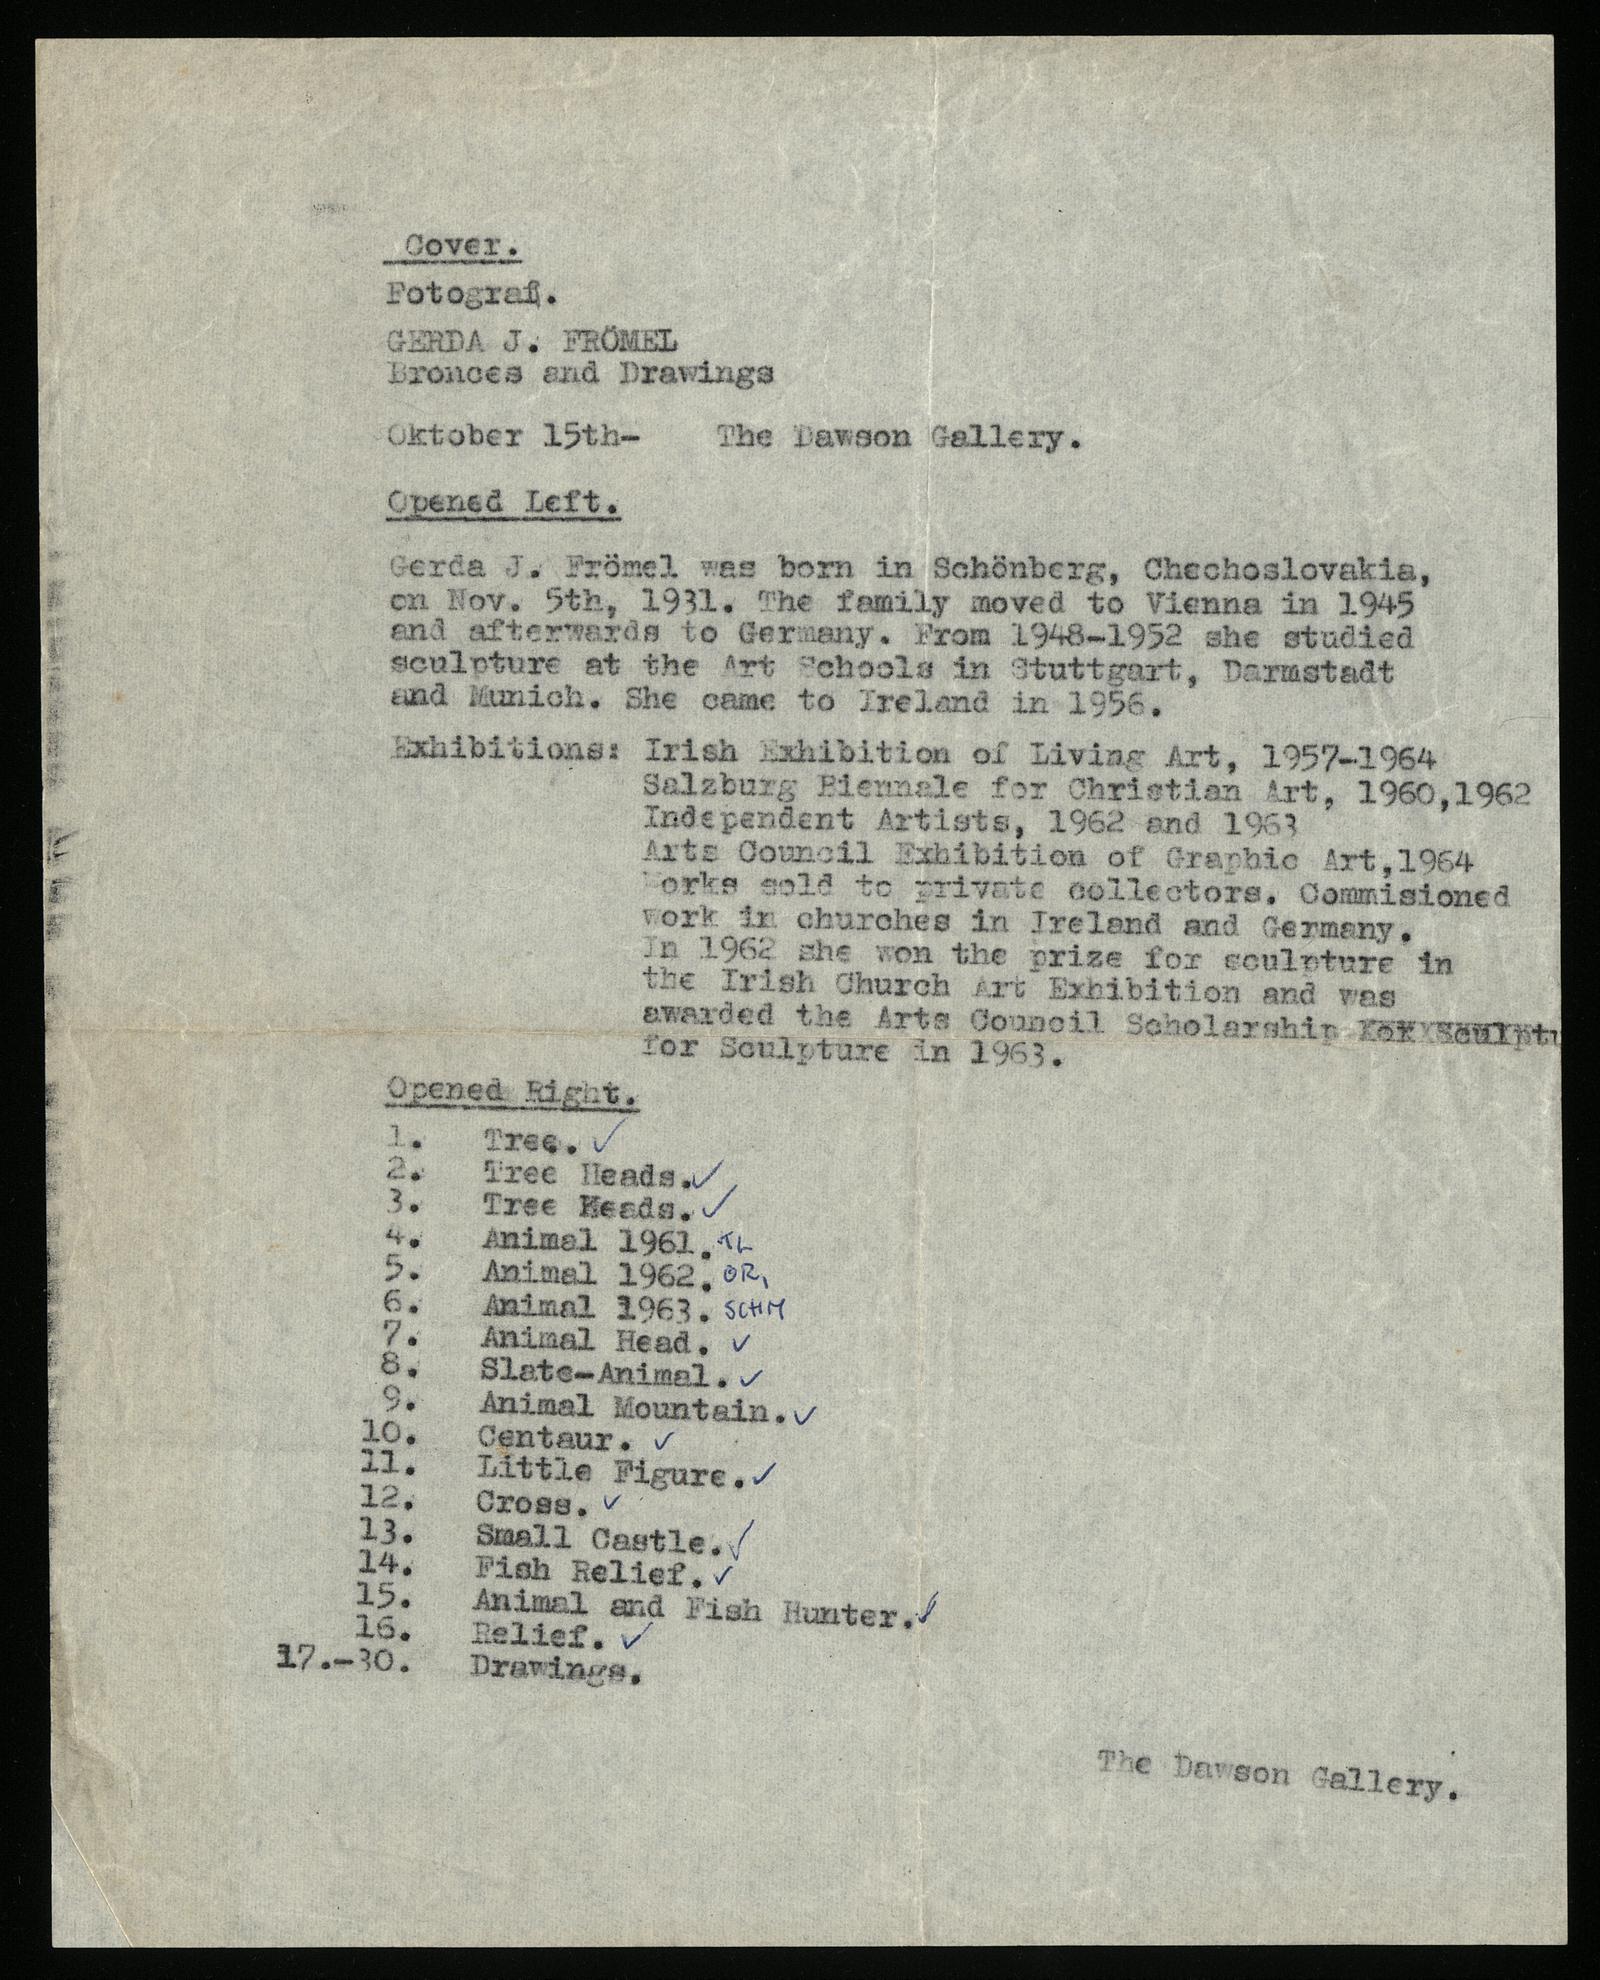 Cover.
Fotograf.
GERDA J. FRÖMEL
Bronces and Drawings
Oktober 15th- The Dawson Gallery.
Opened Left.
Gerda J. Frömel was born in Schönberg, Chechoslovakia,
on Nov. 5th, 1931. The family moved to Vienna in 1945
and afterwards to Germany. From 1948-1952 she studied
sculpture at the Art Schools in Stuttgart, Darmstadt
and Munich. She came to Ireland in 1956.
Exhibitions: Irish Exhibition of Living Art, 1957-1964
Salzburg Biennale for Christian Art, 1960,1962
Independent Artists, 1962 and 1963
Arts Council Exhibition of Graphic Art,1964
Works sold to private collectors. Commisioned
work in churches in Ireland and Germany.
In 1962 she won the prize for sculpture in
the Irish Church Art Exhibition and was
awarded the Arts Council Scholarship
for Sculpture in 1963.
Opened Right.
1. Tree. ✓
2. Tree Heads. ✓
3. Tree Heads. ✓
4. Animal 1961. TL
5. Animal 1962. OR,
6. Animal 1963. SCHM
7. Animal Head. ✓
8. Slate-Animal. ✓
9. Animal Mountain. ✓
10. Centaur. ✓
11. Little Figure. ✓
12. Cross. ✓
13. Small Castle. ✓
14. Fish Relief. ✓
15. Animal and Fish Hunter. ✓
16. Relief. ✓
17.-30. Drawings.
The Dawson Gallery.